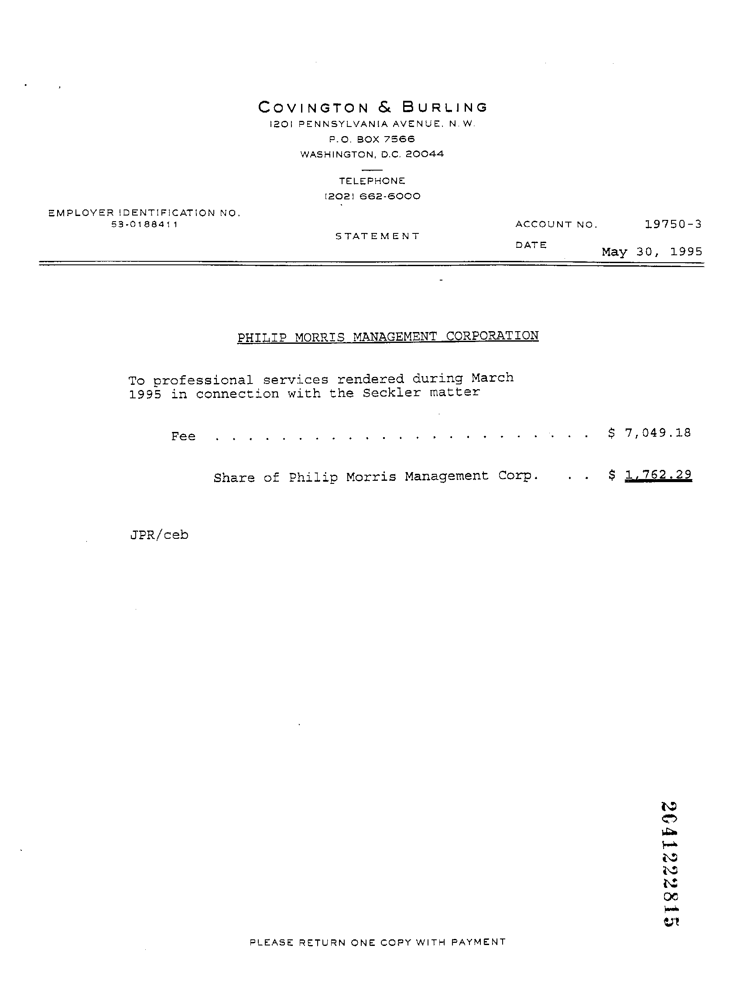 COVINGTON & BURLING
1201 PENNSYLVANIA AVENUE, N.W.
P.O. BOX 7566
WASHINGTON, D.C. 20044
TELEPHONE
(202) 662-6000
EMPLOYER IDENTIFICATION NO.
53-0188411
STATEMENT
ACCOUNT NO. 19750-3
DATE May 30, 1995
PHILIP MORRIS MANAGEMENT CORPORATION
To professional services rendered during March
1995 in connection with the Seckler matter
Fee . . . . . . . . . . . . . . . . . . . . . . . $ 7,049.18
Share of Philip Morris Management Corp. . . $ 1,762.29
JPR/ceb
2041222815
PLEASE RETURN ONE COPY WITH PAYMENT